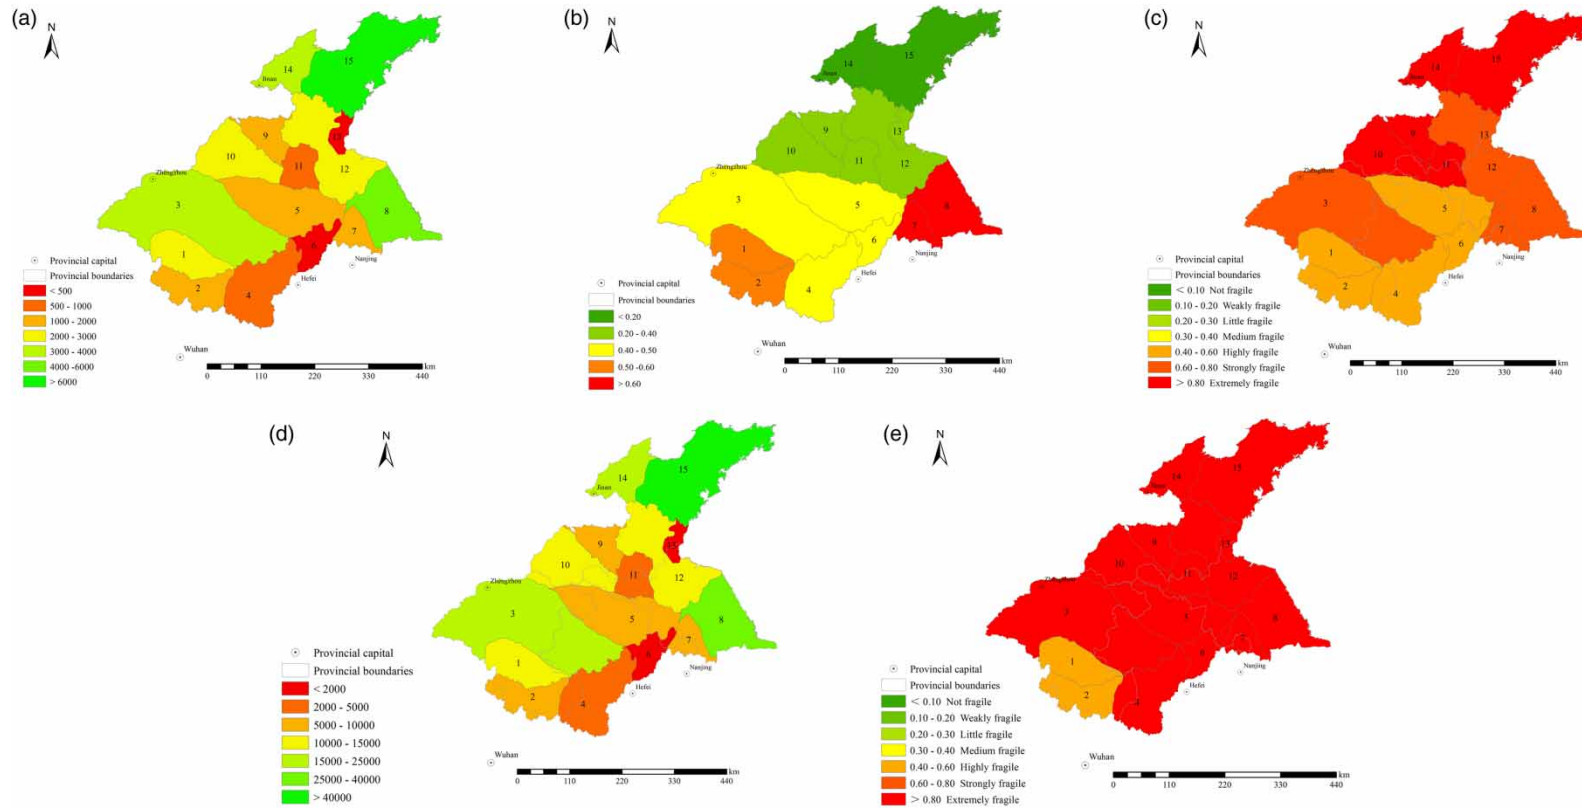 (a)
N
15
14
Jinan
9
10
11
12
Zhengzhou
3
5
8
7
6
1
Nanjing
2
4
Hefei
Provincial capital
Provincial boundaries
< 500
500 - 1000
1000 - 2000
2000 - 3000
3000 - 4000
4000 -6000
> 6000
Wuhan
km
0 110 220 330 440
(b)
N
15
14
Jinan
9
13
10
11
12
Zhengzhou
3
5
8
7
6
1
Nanjing
2
4
Hefei
Provincial capital
Provincial boundaries
< 0.20
0.20 - 0.40
0.40 - 0.50
0.50 -0.60
> 0.60
Wuhan
km
0 110 220 330 440
(c)
N
15
14
Jinan
9
13
10
11
12
Zhengzhou
3
5
8
7
6
1
Nanjing
2
4
Hefei
Provincial capital
Provincial boundaries
< 0.10 Not fragile
0.10 - 0.20 Weakly fragile
0.20 - 0.30 Little fragile
0.30 - 0.40 Medium fragile
0.40 - 0.60 Highly fragile
0.60 - 0.80 Strongly fragile
> 0.80 Extremely fragile
Wuhan
km
0 110 220 330 440
(d)
N
15
14
Jinan
9
13
10
11
12
Zhengzhou
3
5
8
7
6
1
Nanjing
2
4
Hefei
Provincial capital
Provincial boundaries
< 2000
2000 - 5000
5000 - 10000
10000 - 15000
15000 - 25000
25000 - 40000
> 40000
Wuhan
km
0 110 220 330 440
(e)
N
15
14
Jinan
9
13
10
11
12
Zhengzhou
3
5
8
7
6
1
Nanjing
2
4
Hefei
Provincial capital
Provincial boundaries
< 0.10 Not fragile
0.10 - 0.20 Weakly fragile
0.20 - 0.30 Little fragile
0.30 - 0.40 Medium fragile
0.40 - 0.60 Highly fragile
0.60 - 0.80 Strongly fragile
> 0.80 Extremely fragile
Wuhan
km
0 110 220 330 440